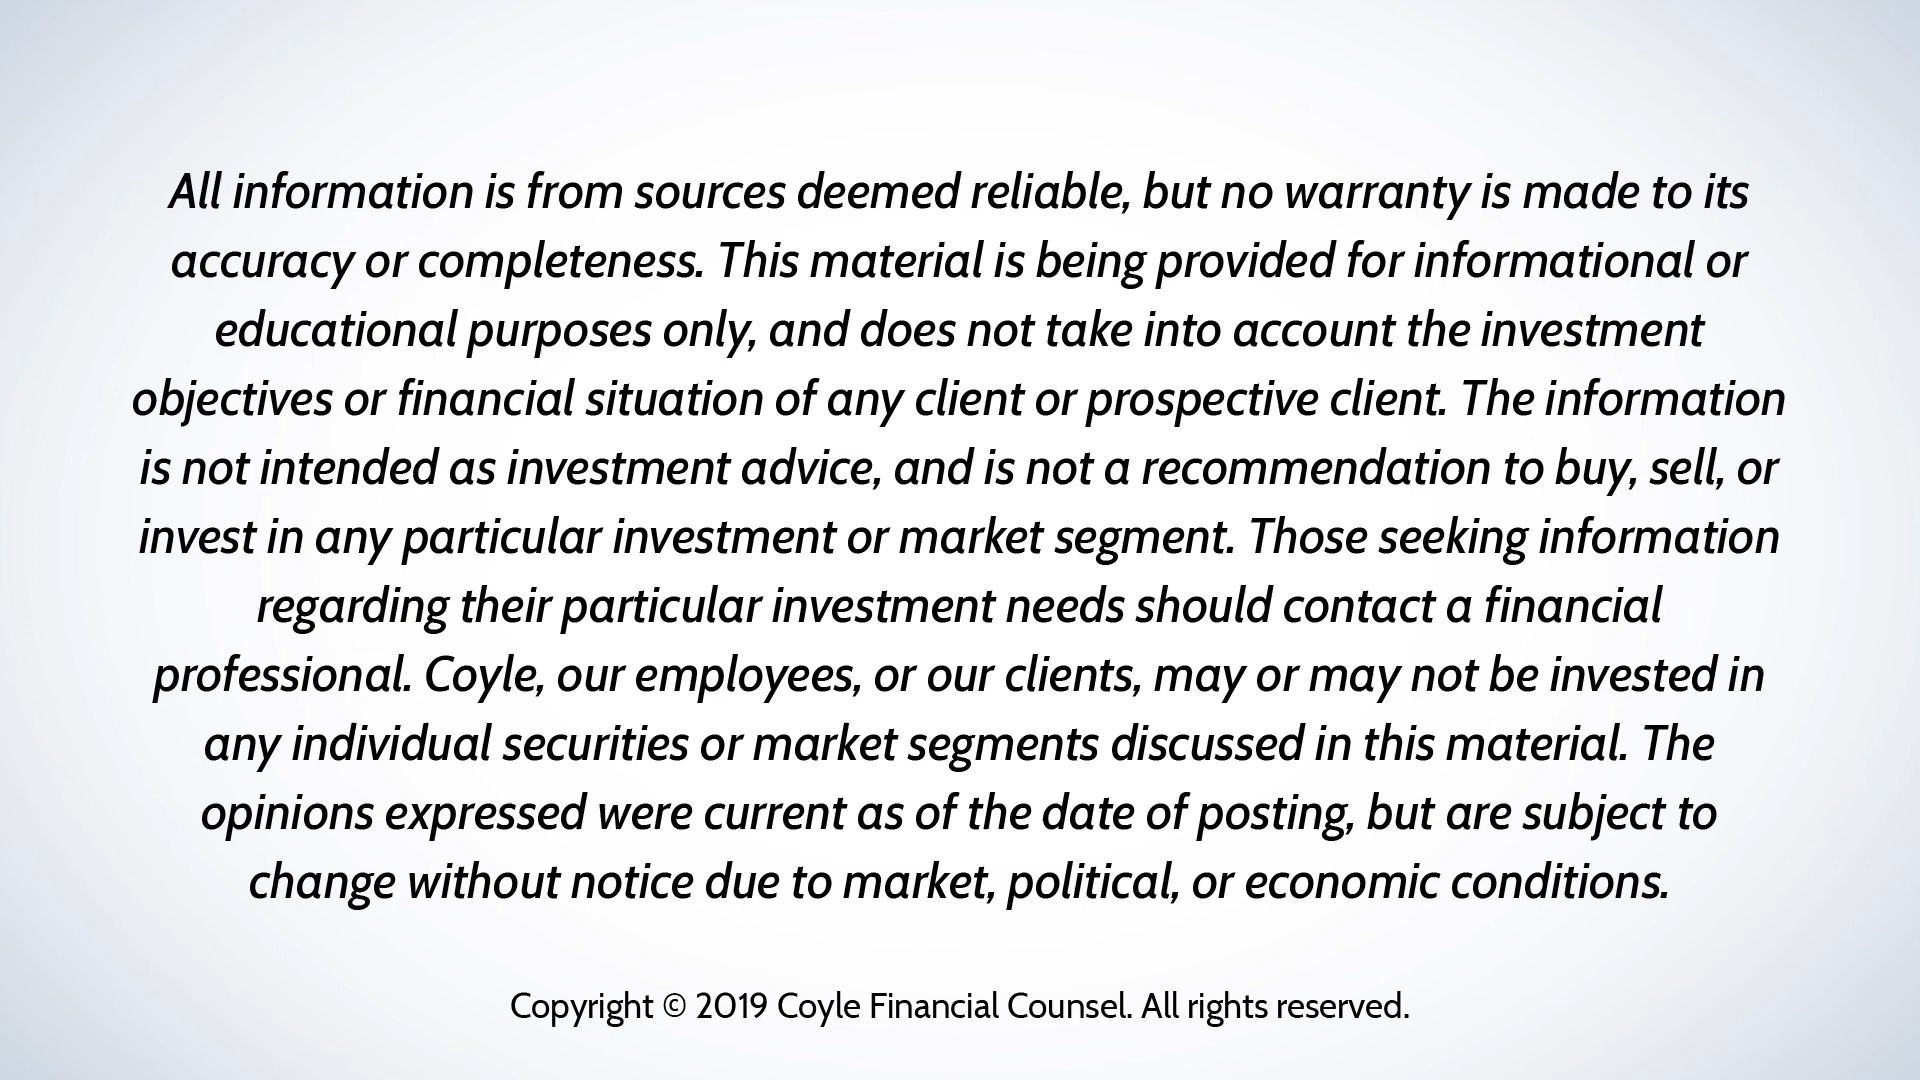 All information is from sources deemed reliable, but no warranty is made to its
accuracy or completeness. This material is being provided for informational or
educational purposes only, and does not take into account the investment
objectives or financial situation of any client or prospective client. The information
is not intended as investment advice, and is not a recommendation to buy, sell, or
invest in any particular investment or market segment. Those seeking information
regarding their particular investment needs should contact a financial
professional. Coyle, our employees, or our clients, may or may not be invested in
any individual securities or market segments discussed in this material. The
opinions expressed were current as of the date of posting, but are subject to
change without notice due to market, political, or economic conditions.
Copyright © 2019 Coyle Financial Counsel. All rights reserved.